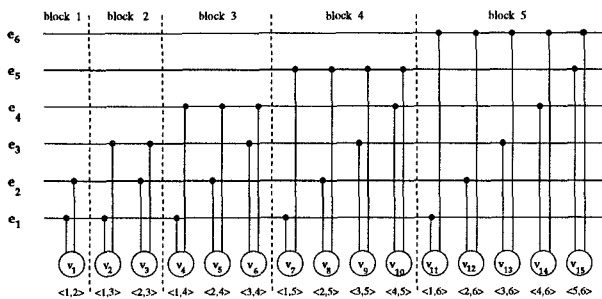 block 1 block 2 block 3 block 4 block 5
e6
e5
e4
e3
e2
e1
v1 v2 v3 v4 v5 v6 v7 v8 v9 v10 v11 v12 v13 v14 v15
<1,2> <1,3> <2,3> <1,4> <2,4> <3,4> <1,5> <2,5> <3,5> <4,5> <1,6> <2,6> <3,6> <4,6> <5,6>